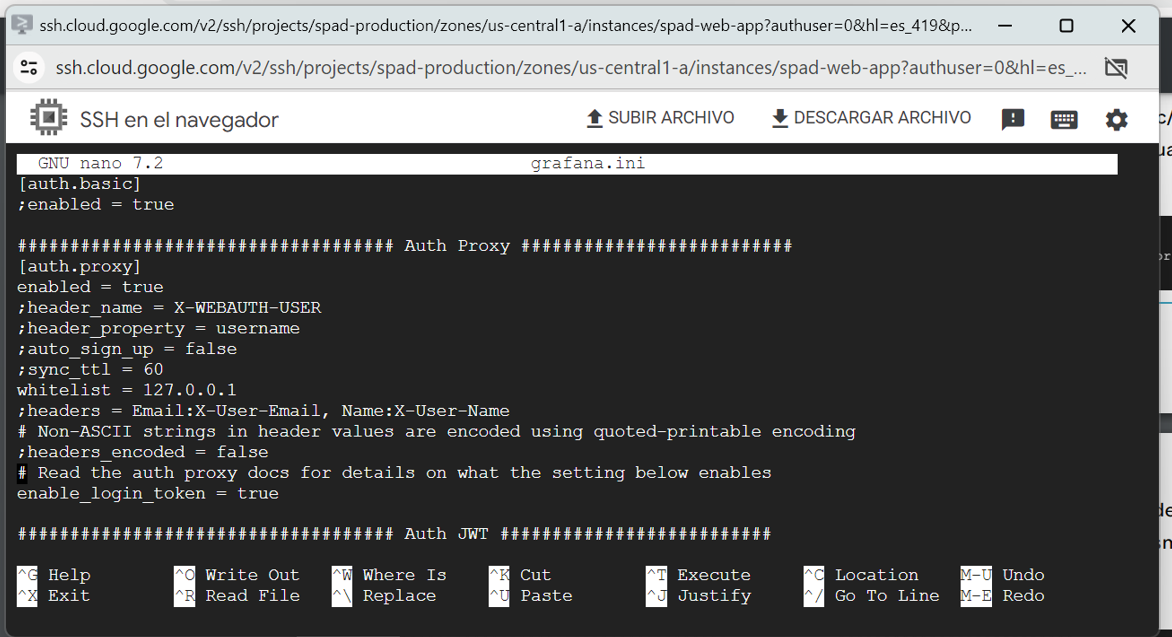 ssh.cloud.google.com/v2/ssh/projects/spad-production/zones/us-central1-a/instances/spad-web-app?authuser=0&hl=es_419&p...
ssh.cloud.google.com/v2/ssh/projects/spad-production/zones/us-central1-a/instances/spad-web-app?authuser=0&hl=es_...
SSH en el navegador
SUBIR ARCHIVO
DESCARGAR ARCHIVO
GNU nano 7.2 grafana.ini
[auth.basic]
;enabled = true
#################################### Auth Proxy ##########################
[auth.proxy]
enabled = true
;header_name = X-WEBAUTH-USER
;header_property = username
;auto_sign_up = false
;sync_ttl = 60
whitelist = 127.0.0.1
;headers = Email:X-User-Email, Name:X-User-Name
# Non-ASCII strings in header values are encoded using quoted-printable encoding
;headers_encoded = false
# Read the auth proxy docs for details on what the setting below enables
enable_login_token = true
#################################### Auth JWT ##########################
^G Help ^O Write Out ^W Where Is ^K Cut ^T Execute ^C Location M-U Undo
^X Exit ^R Read File ^\ Replace ^U Paste ^J Justify ^/ Go To Line M-E Redo